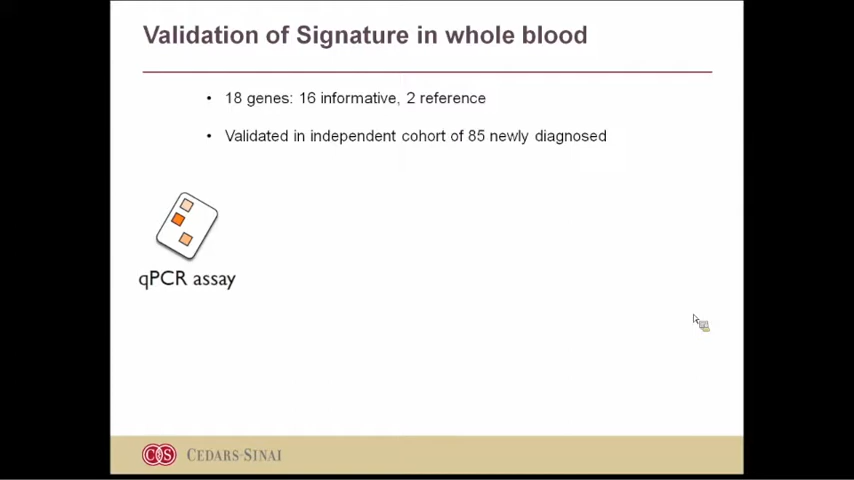 Validation of Signature in whole blood
• 18 genes: 16 informative, 2 reference
• Validated in independent cohort of 85 newly diagnosed
qPCR assay
CEDARS-SINAI